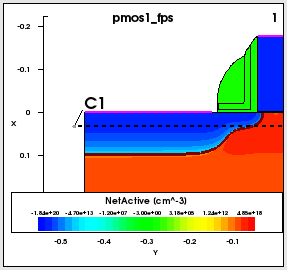 pmos1_fps
1
-0.2
-0.1
C1
0
X
0.1
NetActive (cm^-3)
-1.84e+20 -4.70e+13 -1.20e+07 -3.00e+00 3.18e+05 1.24e+12 4.85e+18
-0.5 -0.4 -0.3 -0.2 -0.1
Y